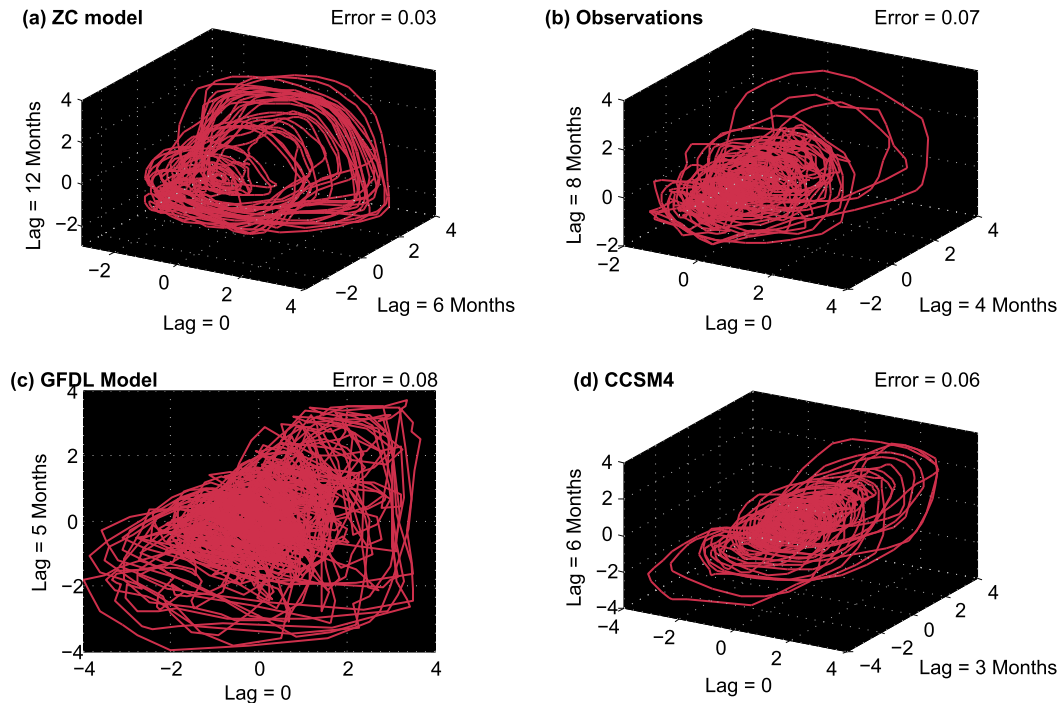 (a) ZC model Error = 0.03
4
2
0
−2
Lag = 12 Months
−2
0
2
4
Lag = 0
−2
0
2
4
Lag = 6 Months
(b) Observations Error = 0.07
4
2
0
−2
Lag = 8 Months
−2
0
2
4
Lag = 0
−2
0
2
4
Lag = 4 Months
(c) GFDL Model Error = 0.08
4
2
0
−2
−4
Lag = 5 Months
−4 −2 0 2 4
Lag = 0
(d) CCSM4 Error = 0.06
4
2
0
−2
−4
Lag = 6 Months
−4
−2
0
2
4
Lag = 0
−4
−2
0
2
4
Lag = 3 Months